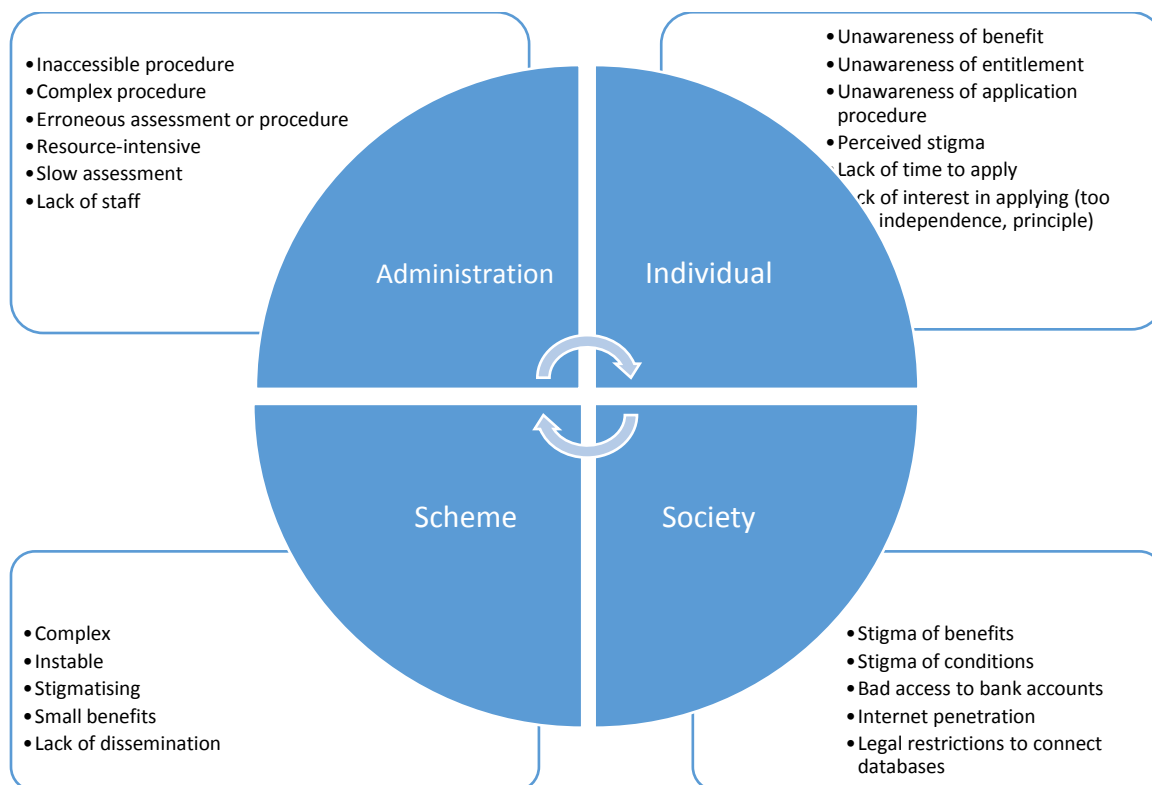 • Inaccessible procedure
• Complex procedure
• Erroneous assessment or procedure
• Resource-intensive
• Slow assessment
• Lack of staff
• Unawareness of benefit
• Unawareness of entitlement
• Unawareness of application
procedure
• Perceived stigma
Lack of time to apply
ck of interest in applying (too
independence, principle)
Administration
Individual
Scheme
Society
• Complex
• Instable
• Stigmatising
• Small benefits
• Lack of dissemination
• Stigma of benefits
• Stigma of conditions
• Bad access to bank accounts
• Internet penetration
• Legal restrictions to connect
databases